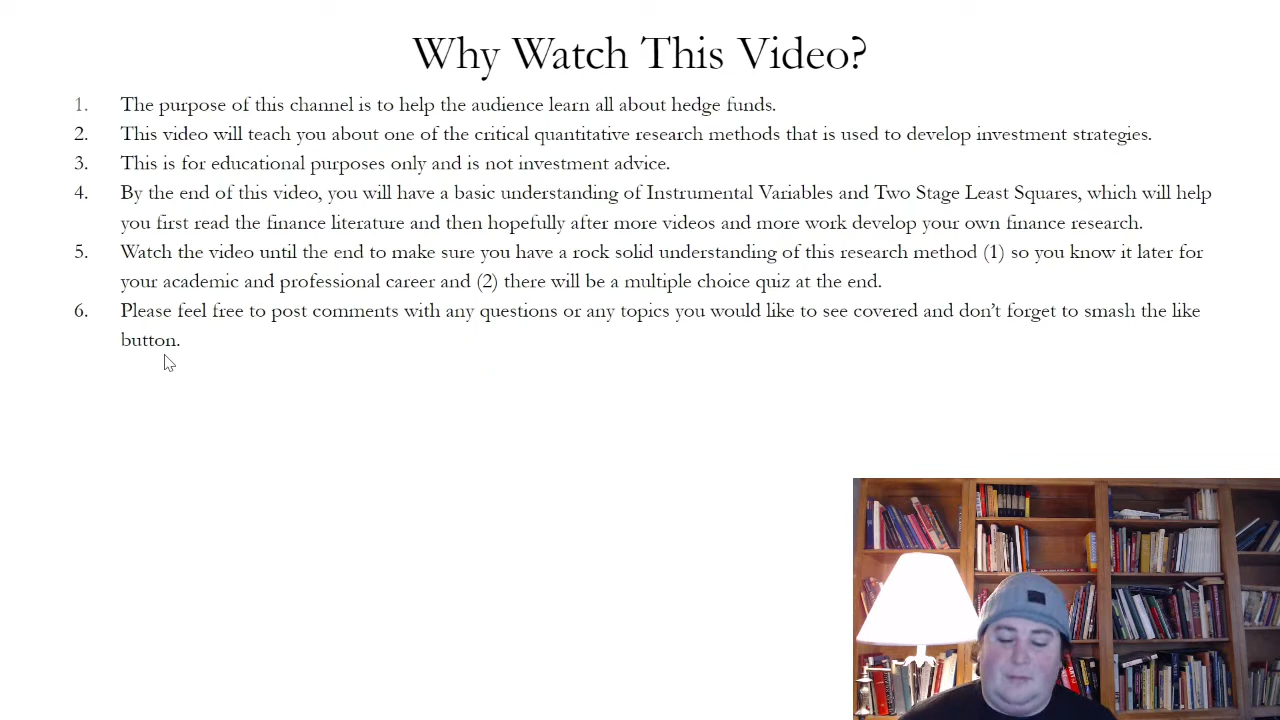 Why Watch This Video?
1. The purpose of this channel is to help the audience learn all about hedge funds.
2. This video will teach you about one of the critical quantitative research methods that is used to develop investment strategies.
3. This is for educational purposes only and is not investment advice.
4. By the end of this video, you will have a basic understanding of Instrumental Variables and Two Stage Least Squares, which will help
you first read the finance literature and then hopefully after more videos and more work develop your own finance research.
5. Watch the video until the end to make sure you have a rock solid understanding of this research method (1) so you know it later for
your academic and professional career and (2) there will be a multiple choice quiz at the end.
6. Please feel free to post comments with any questions or any topics you would like to see covered and don't forget to smash the like
button.